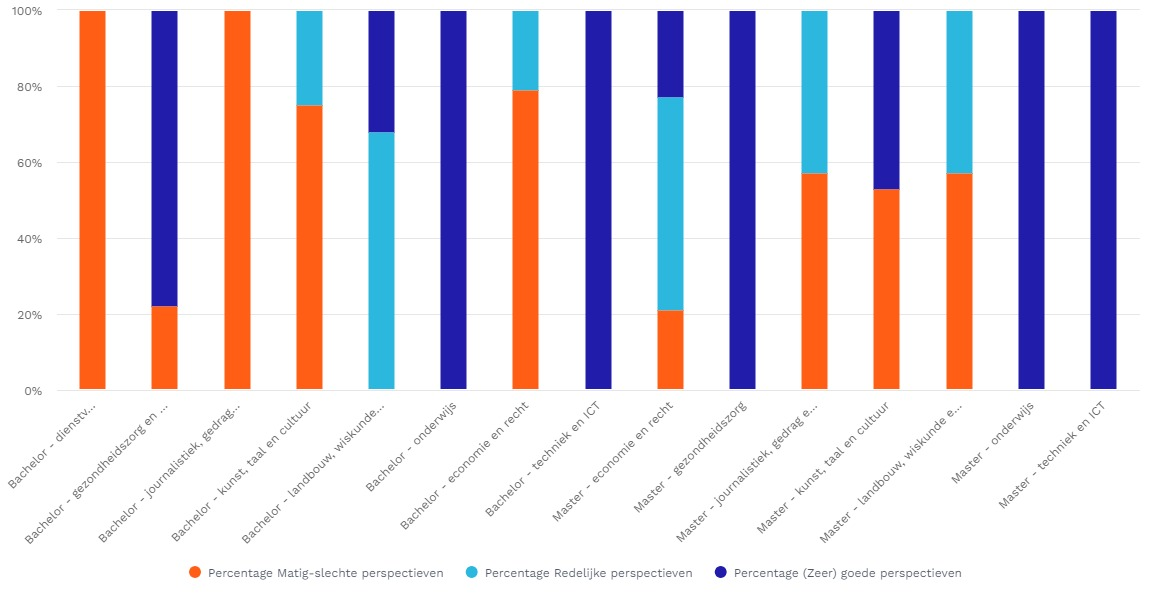 100%
80%
60%
40%
20%
0%
Bachelor - dienstv...
Bachelor - gezondheidszorg en ...
Bachelor - journalistiek, gedrag...
Bachelor - kunst, taal en cultuur
Bachelor - landbouw, wiskunde...
Bachelor - onderwijs
Bachelor - economie en recht
Bachelor - techniek en ICT
Master - economie en recht
Master - gezondheidszorg
Master - journalistiek, gedrag e...
Master - kunst, taal en cultuur
Master - landbouw, wiskunde e...
Master - onderwijs
Master - techniek en ICT
Percentage Matig-slechte perspectieven
Percentage Redelijke perspectieven
Percentage (Zeer) goede perspectieven